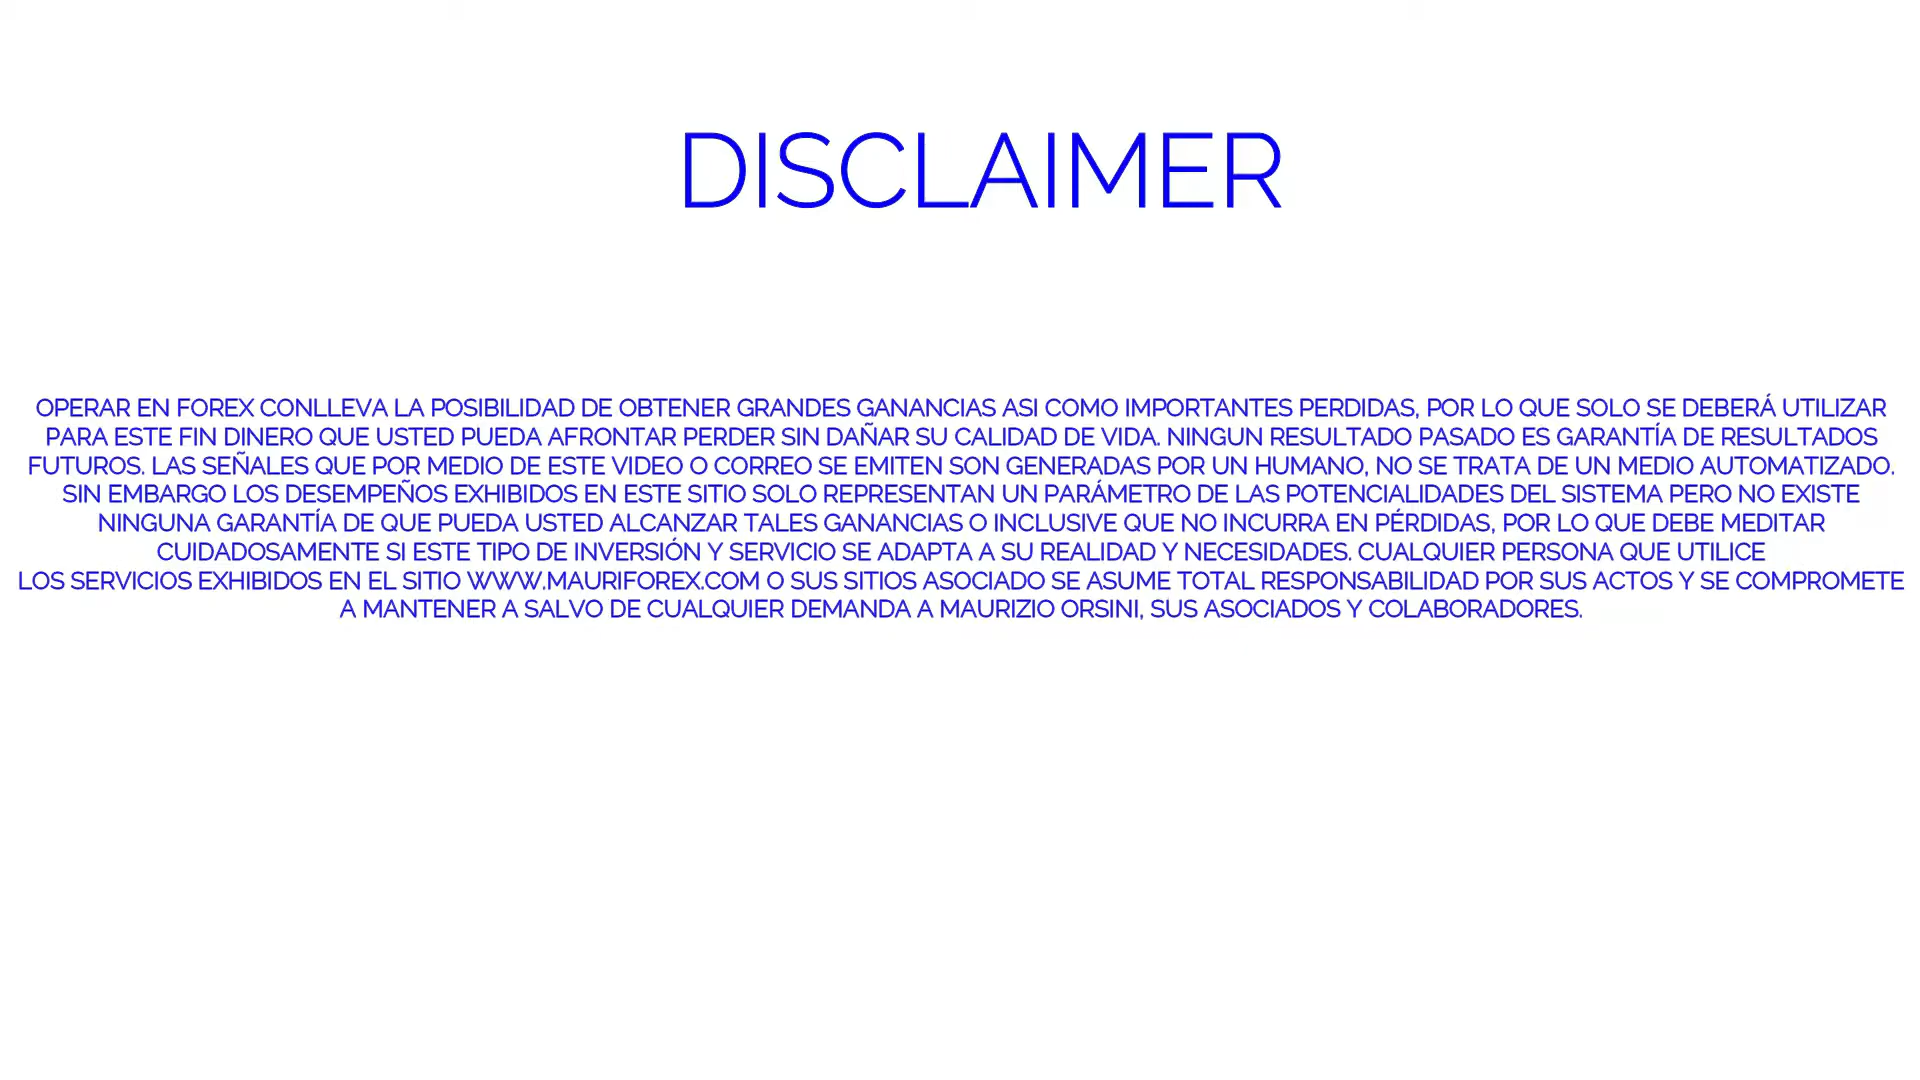 DISCLAIMER
OPERAR EN FOREX CONLLEVA LA POSIBILIDAD DE OBTENER GRANDES GANANCIAS ASI COMO IMPORTANTES PERDIDAS, POR LO QUE SOLO SE DEBERÁ UTILIZAR
PARA ESTE FIN DINERO QUE USTED PUEDA AFRONTAR PERDER SIN DAÑAR SU CALIDAD DE VIDA. NINGUN RESULTADO PASADO ES GARANTÍA DE RESULTADOS
FUTUROS. LAS SEÑALES QUE POR MEDIO DE ESTE VIDEO O CORREO SE EMITEN SON GENERADAS POR UN HUMANO, NO SE TRATA DE UN MEDIO AUTOMATIZADO.
SIN EMBARGO LOS DESEMPEÑOS EXHIBIDOS EN ESTE SITIO SOLO REPRESENTAN UN PARÁMETRO DE LAS POTENCIALIDADES DEL SISTEMA PERO NO EXISTE
NINGUNA GARANTÍA DE QUE PUEDA USTED ALCANZAR TALES GANANCIAS O INCLUSIVE QUE NO INCURRA EN PÉRDIDAS, POR LO QUE DEBE MEDITAR
CUIDADOSAMENTE SI ESTE TIPO DE INVERSIÓN Y SERVICIO SE ADAPTA A SU REALIDAD Y NECESIDADES. CUALQUIER PERSONA QUE UTILICE
LOS SERVICIOS EXHIBIDOS EN EL SITIO WWW.MAURIFOREX.COM O SUS SITIOS ASOCIADO SE ASUME TOTAL RESPONSABILIDAD POR SUS ACTOS Y SE COMPROMETE
A MANTENER A SALVO DE CUALQUIER DEMANDA A MAURIZIO ORSINI, SUS ASOCIADOS Y COLABORADORES.